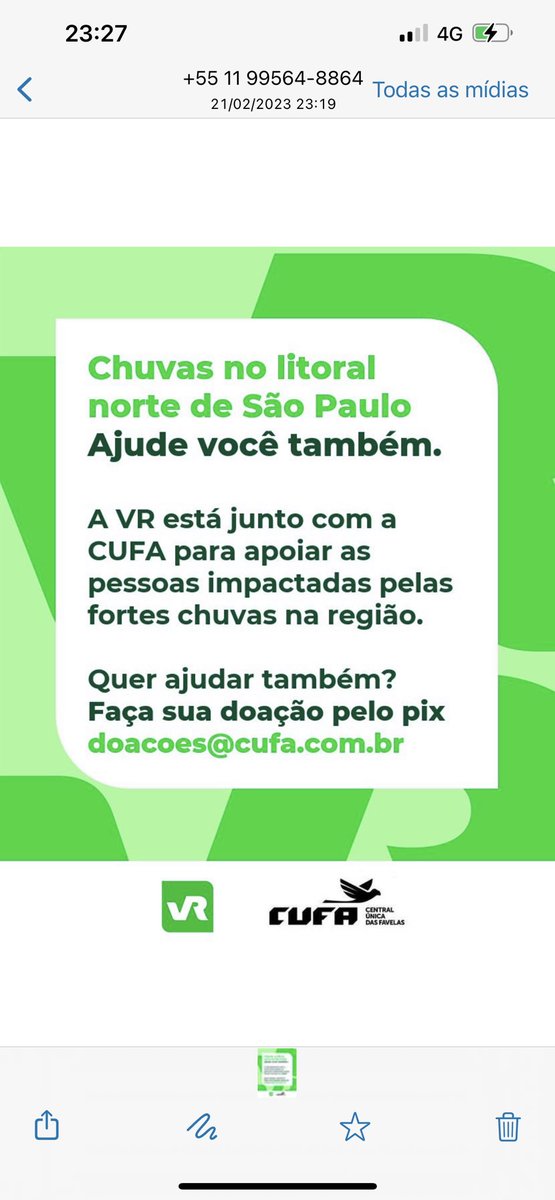 23:27
4G
+55 11 99564-8864
21/02/2023 23:19
Todas as mídias
Chuvas no litoral
norte de São Paulo
Ajude você também.
A VR está junto com a
CUFA para apoiar as
pessoas impactadas pelas
fortes chuvas na região.
Quer ajudar também?
Faça sua doação pelo pix
doacoes@cufa.com.br
VR
CUFA
CENTRAL
ÚNICA
DAS FAVELAS